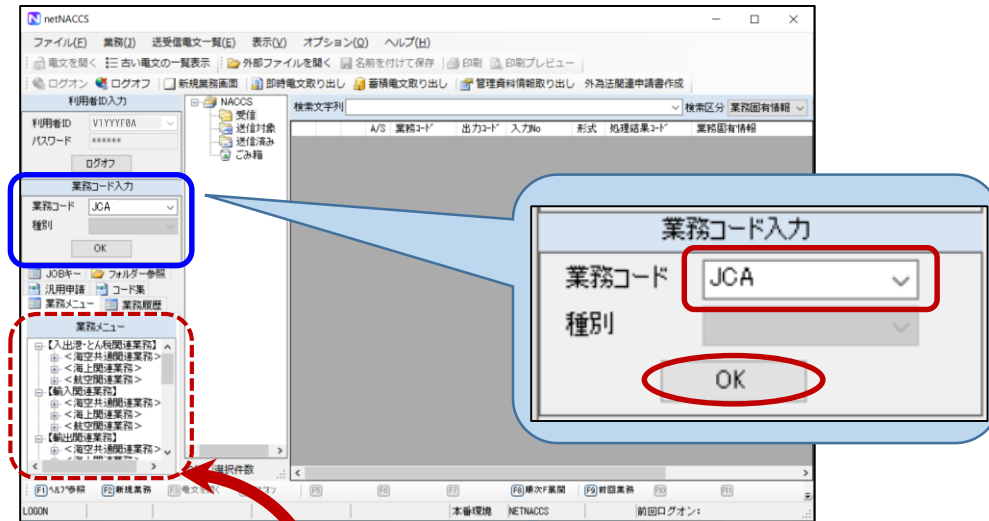 netNACCS
ファイル(F) 業務(J) 送受信電文一覧(E) 表示(V) オプション(O) ヘルプ(H)
電文を開く 古い電文の一覧表示 外部ファイルを開く 名前を付けて保存 印刷 印刷プレビュー
ログオン ログオフ 新規業務画面 即時電文取り出し 蓄積電文取り出し 管理資料情報取り出し 外為法関連申請書作成
利用者ID入力
利用者ID V1YYYF0A
パスワード ******
ログオフ
業務コード入力
業務コード JCA
種別
OK
JOBキー フォルダー参照
汎用申請 コード集
業務メニュー 業務履歴
業務メニュー
【入出港・とん税関連業務】
<海空共通関連業務>
<海上関連業務>
<航空関連業務>
【輸入関連業務】
<海空共通関連業務>
<海上関連業務>
<航空関連業務>
【輸出関連業務】
<海空共通関連業務>
NACCS
受信
送信対象
送信済み
ごみ箱
選択件数
検索文字列 検索区分 業務固有情報
A/S 業務コード 出力コード 入力No 形式 処理結果コード 業務固有情報
業務コード入力
業務コード JCA
種別
OK
F1 ヘルプ参照 F2 新規業務 F3 電文を開く F5 F6 F7 F8 順次F展開 F9 前回業務 F10 F11
LOGON 本番環境 NETNACCS 前回ログオン: